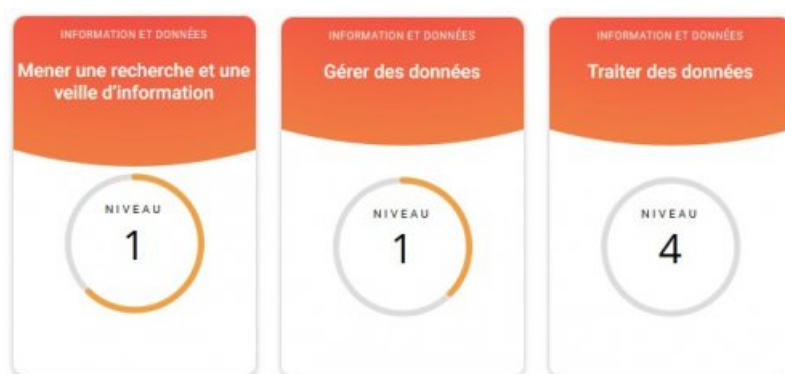 INFORMATION ET DONNÉES
Mener une recherche et une
veille d'information
NIVEAU
1
INFORMATION ET DONNÉES
Gérer des données
NIVEAU
1
INFORMATION ET DONNÉES
Traiter des données
NIVEAU
4